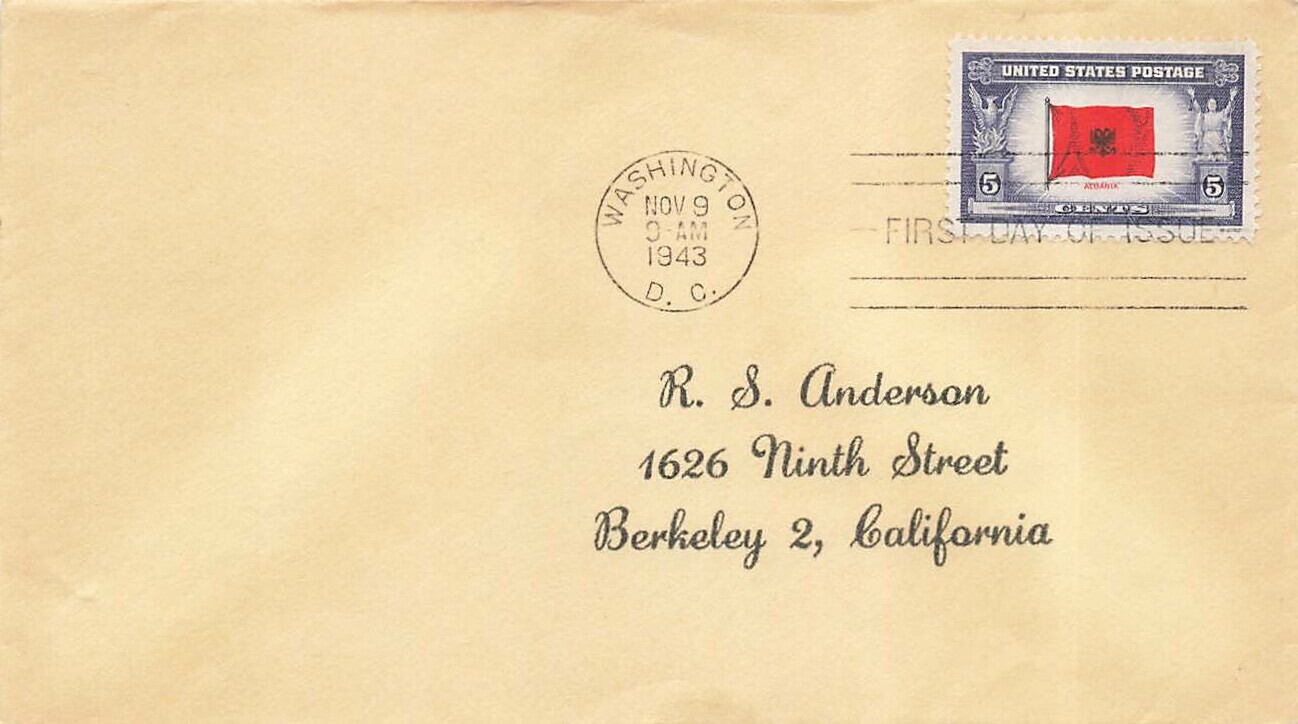 UNITED STATES POSTAGE
ALBANIA
5 5
CENTS
WASHINGTON
NOV 9
9-AM
1943
D. C.
FIRST DAY OF ISSUE
R. S. Anderson
1626 Ninth Street
Berkeley 2, California